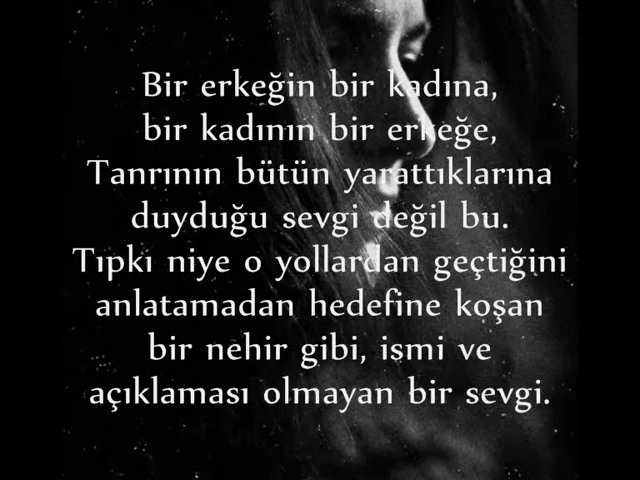 Bir erkeğin bir kadına,
bir kadının bir erkeğe,
Tanrının bütün yarattıklarına
duyduğu sevgi değil bu.
Tıpkı niye o yollardan geçtiğini
anlatamadan hedefine koşan
bir nehir gibi, ismi ve
açıklaması olmayan bir sevgi.